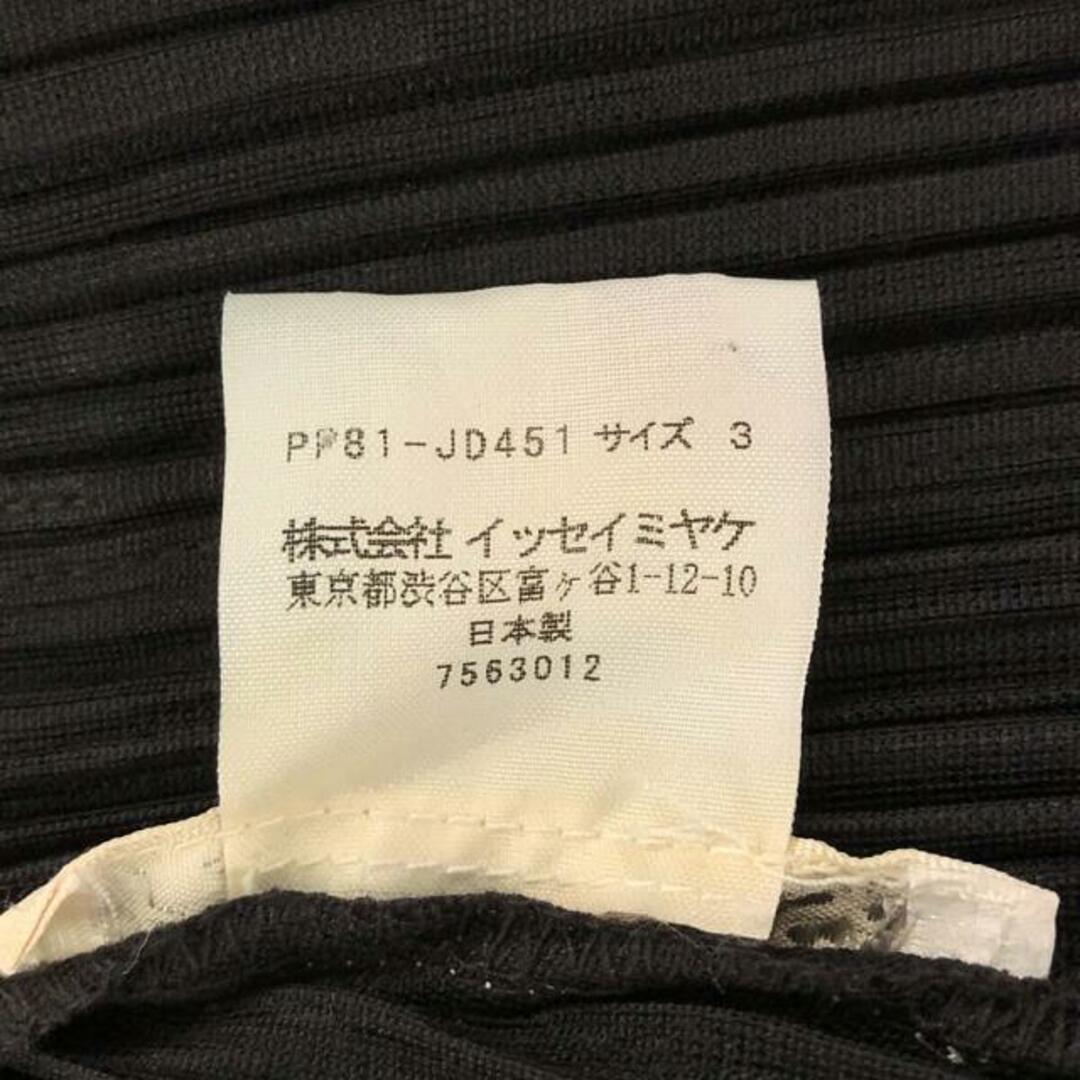 PP81-JD451 サイズ 3
株式会社 イッセイミヤケ
東京都渋谷区富ヶ谷1-12-10
日本製
7563012